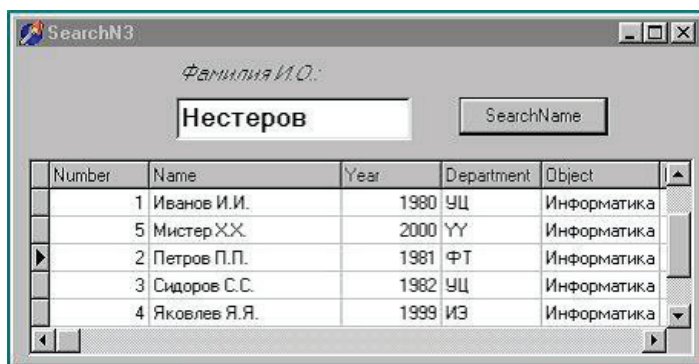 SearchN3
Фамилия И.О.:
Нестеров
SearchName
Number Name Year Department Object
1 Иванов И.И. 1980 УЦ Информатика
5 Мистер Х.Х. 2000 YY Информатика
2 Петров П.П. 1981 ФТ Информатика
3 Сидоров С.С. 1982 УЦ Информатика
4 Яковлев Я.Я. 1999 ИЭ Информатика